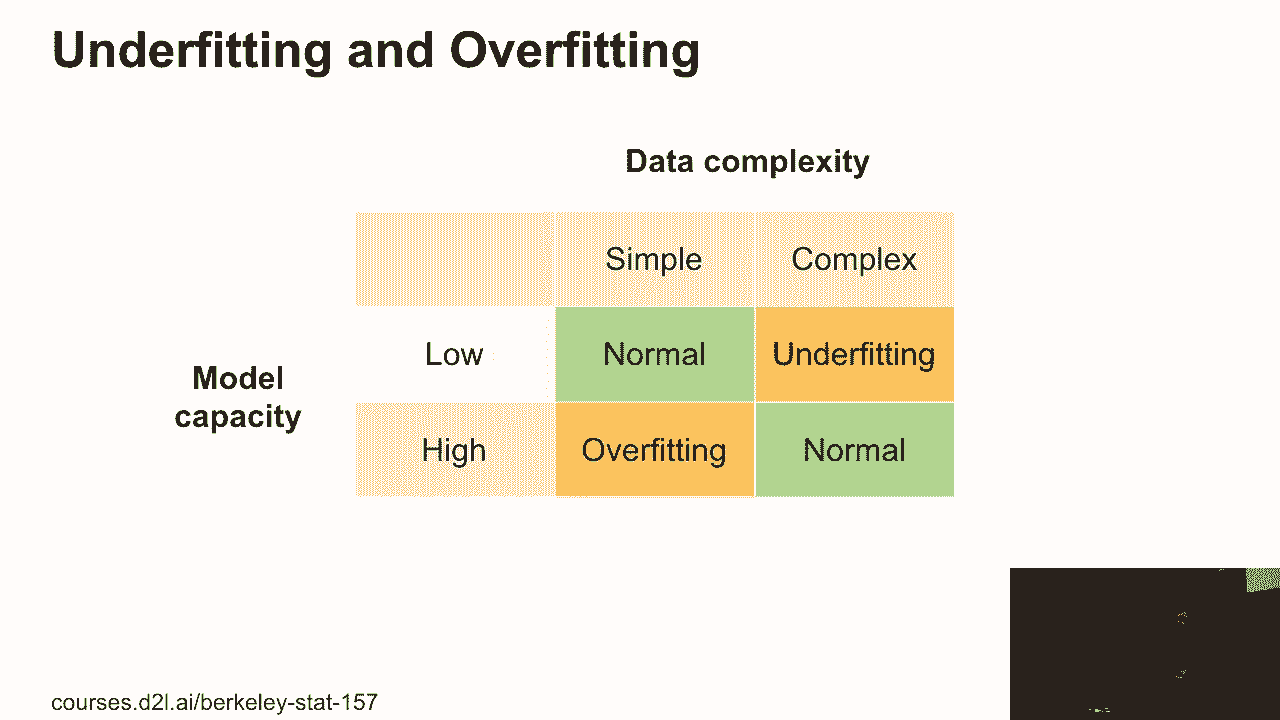 Underfitting and Overfitting
Data complexity
Simple Complex
Low Normal Underfitting
Model
capacity
High Overfitting Normal
courses.d2l.ai/berkeley-stat-157